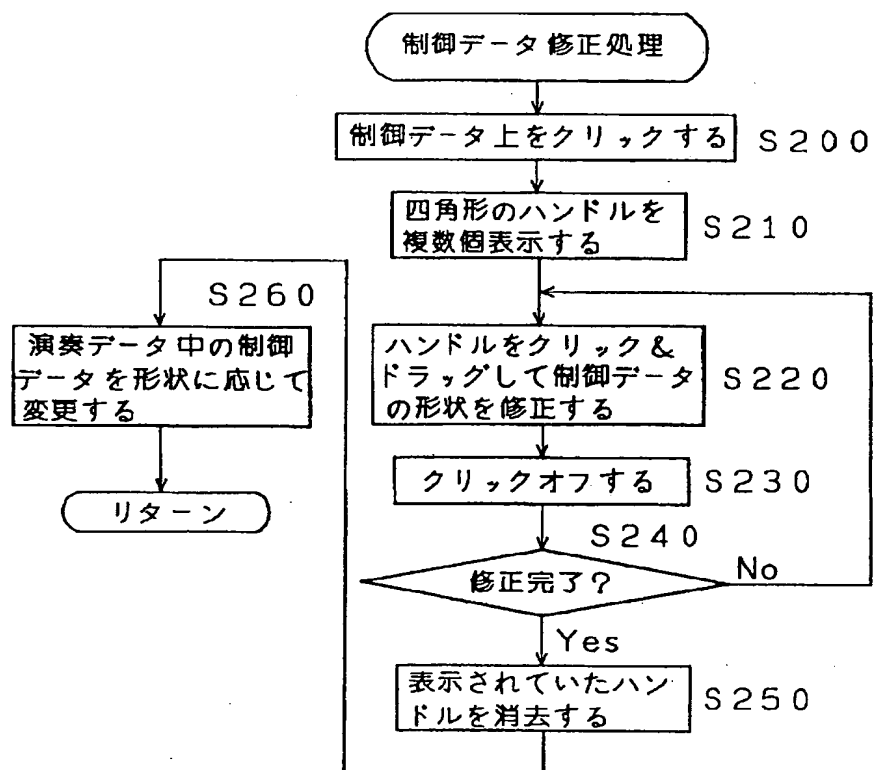 制御データ修正処理
制御データ上をクリックする
S200
四角形のハンドルを
複数個表示する
S210
ハンドルをクリック&
ドラッグして制御データ
の形状を修正する
S220
クリックオフする
S230
S240
修正完了?
No
Yes
表示されていたハン
ドルを消去する
S250
S260
演奏データ中の制御
データを形状に応じて
変更する
リターン